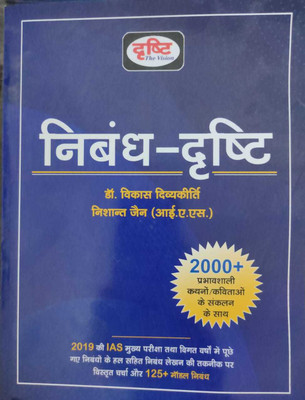 दृष्टि
The Vision
निबंध-दृष्टि
डॉ. विकास दिव्यकीर्ति
निशान्त जैन (आई.ए.एस.)
2000+
प्रभावशाली
कथनों/कविताओं
के संकलन
के साथ
2019 की IAS मुख्य परीक्षा तथा विगत वर्षों में पूछे
गए निबंधों के हल सहित निबंध लेखन की तकनीक पर
विस्तृत चर्चा और 125+ मॉडल निबंध